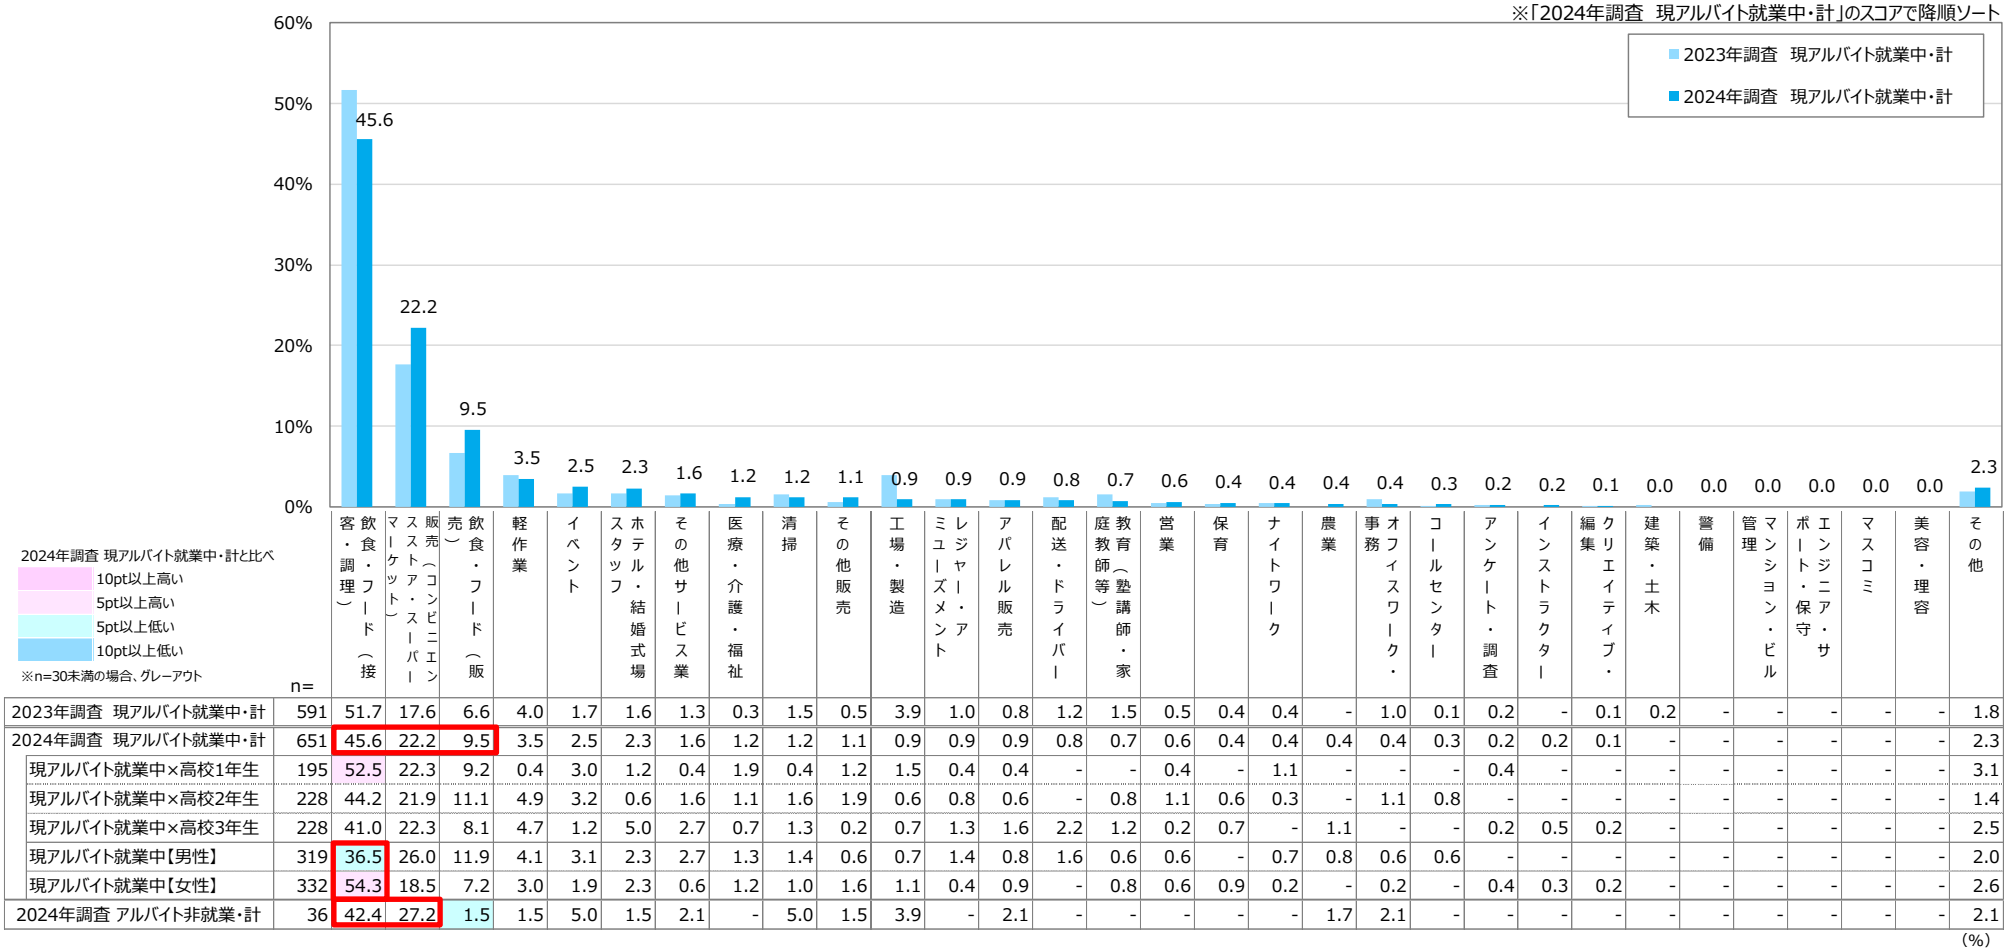 ※「2024年調査　現アルバイト就業中・計」のスコアで降順ソート
2023年調査　現アルバイト就業中・計
2024年調査　現アルバイト就業中・計
60%
50%
40%
30%
20%
10%
0%
45.6 22.2 9.5 3.5 2.5 2.3 1.6 1.2 1.2 1.1 0.9 0.9 0.9 0.8 0.7 0.6 0.4 0.4 0.4 0.4 0.3 0.2 0.2 0.1 0.0 0.0 0.0 0.0 0.0 0.0 2.3
飲食・フード（接客・調理）
販売（コンビニエンスストア・スーパーマーケット）
飲食・フード（販売）
軽作業
イベント
ホテル・結婚式場スタッフ
その他サービス業
医療・介護・福祉
清掃
その他販売
工場・製造
レジャー・アミューズメント
アパレル販売
配送・ドライバー
教育（塾講師・家庭教師等）
営業
保育
ナイトワーク
農業
オフィスワーク・事務
コールセンター
アンケート・調査
インストラクター
クリエイティブ・編集
建築・土木
警備
マンション・ビル管理
エンジニア・サポート・保守
マスコミ
美容・理容
その他
2024年調査 現アルバイト就業中・計と比べ
10pt以上高い
5pt以上高い
5pt以上低い
10pt以上低い
※n=30未満の場合、グレーアウト
n=
2023年調査　現アルバイト就業中・計 591 51.7 17.6 6.6 4.0 1.7 1.6 1.3 0.3 1.5 0.5 3.9 1.0 0.8 1.2 1.5 0.5 0.4 0.4 - 1.0 0.1 0.2 - 0.1 0.2 - - - - - 1.8
2024年調査　現アルバイト就業中・計 651 45.6 22.2 9.5 3.5 2.5 2.3 1.6 1.2 1.2 1.1 0.9 0.9 0.9 0.8 0.7 0.6 0.4 0.4 0.4 0.4 0.3 0.2 0.2 0.1 - - - - - - 2.3
現アルバイト就業中×高校1年生 195 52.5 22.3 9.2 0.4 3.0 1.2 0.4 1.9 0.4 1.2 1.5 0.4 0.4 - - 0.4 - 1.1 - - - 0.4 - - - - - - - - 3.1
現アルバイト就業中×高校2年生 228 44.2 21.9 11.1 4.9 3.2 0.6 1.6 1.1 1.6 1.9 0.6 0.8 0.6 - 0.8 1.1 0.6 0.3 - 1.1 0.8 - - - - - - - - - 1.4
現アルバイト就業中×高校3年生 228 41.0 22.3 8.1 4.7 1.2 5.0 2.7 0.7 1.3 0.2 0.7 1.3 1.6 2.2 1.2 0.2 0.7 - 1.1 - - 0.2 0.5 0.2 - - - - - - 2.5
現アルバイト就業中【男性】 319 36.5 26.0 11.9 4.1 3.1 2.3 2.7 1.3 1.4 0.6 0.7 1.4 0.8 1.6 0.6 0.6 - 0.7 0.8 0.6 0.6 - - - - - - - - - 2.0
現アルバイト就業中【女性】 332 54.3 18.5 7.2 3.0 1.9 2.3 0.6 1.2 1.0 1.6 1.1 0.4 0.9 - 0.8 0.6 0.9 0.2 - 0.2 - 0.4 0.3 0.2 - - - - - - 2.6
2024年調査 アルバイト非就業・計 36 42.4 27.2 1.5 1.5 5.0 1.5 2.1 - 5.0 1.5 3.9 - 2.1 - - - - - 1.7 2.1 - - - - - - - - - - 2.1
(%)